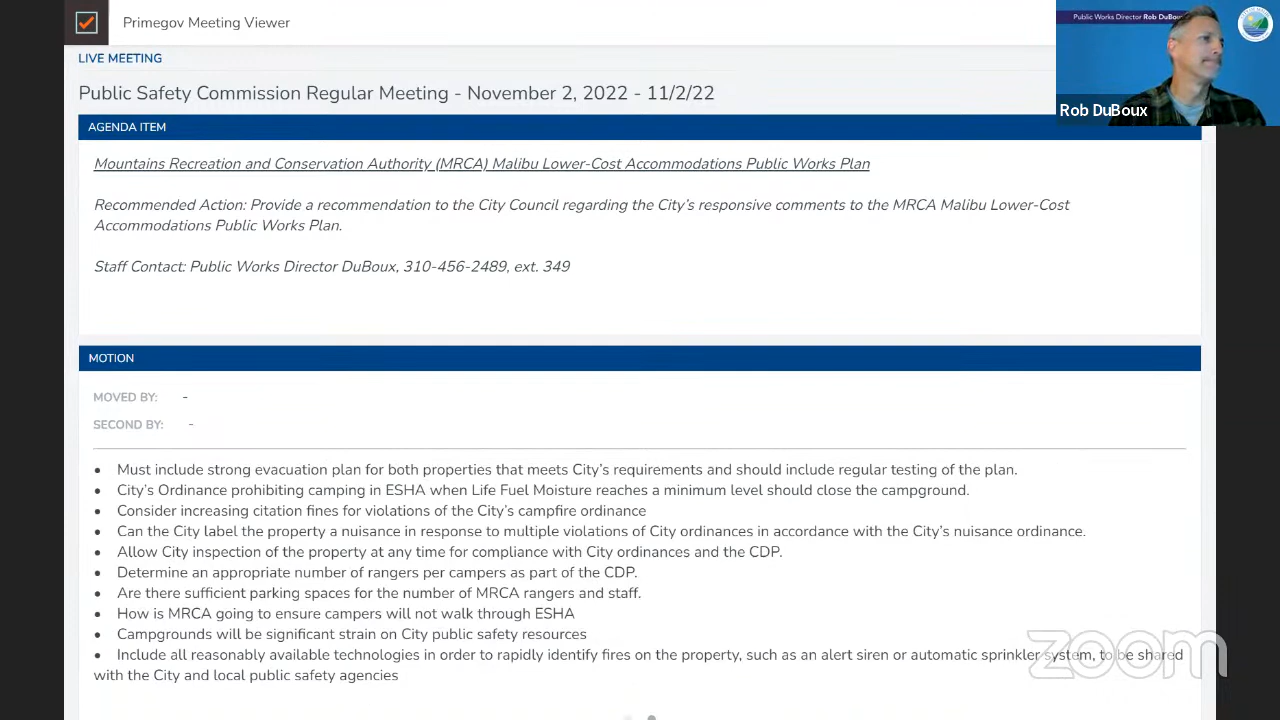 Primegov Meeting Viewer
Public Works Director Rob DuBoux
LIVE MEETING
Public Safety Commission Regular Meeting - November 2, 2022 - 11/2/22
Rob DuBoux
AGENDA ITEM
Mountains Recreation and Conservation Authority (MRCA) Malibu Lower-Cost Accommodations Public Works Plan
Recommended Action: Provide a recommendation to the City Council regarding the City's responsive comments to the MRCA Malibu Lower-Cost
Accommodations Public Works Plan.
Staff Contact: Public Works Director DuBoux, 310-456-2489, ext. 349
MOTION
MOVED BY: -
SECOND BY: -
• Must include strong evacuation plan for both properties that meets City's requirements and should include regular testing of the plan.
• City's Ordinance prohibiting camping in ESHA when Life Fuel Moisture reaches a minimum level should close the campground.
• Consider increasing citation fines for violations of the City's campfire ordinance
• Can the City label the property a nuisance in response to multiple violations of City ordinances in accordance with the City's nuisance ordinance.
• Allow City inspection of the property at any time for compliance with City ordinances and the CDP.
• Determine an appropriate number of rangers per campers as part of the CDP.
• Are there sufficient parking spaces for the number of MRCA rangers and staff.
• How is MRCA going to ensure campers will not walk through ESHA
• Campgrounds will be significant strain on City public safety resources
• Include all reasonably available technologies in order to rapidly identify fires on the property, such as an alert siren or automatic sprinkler system, to be shared
with the City and local public safety agencies
zoom